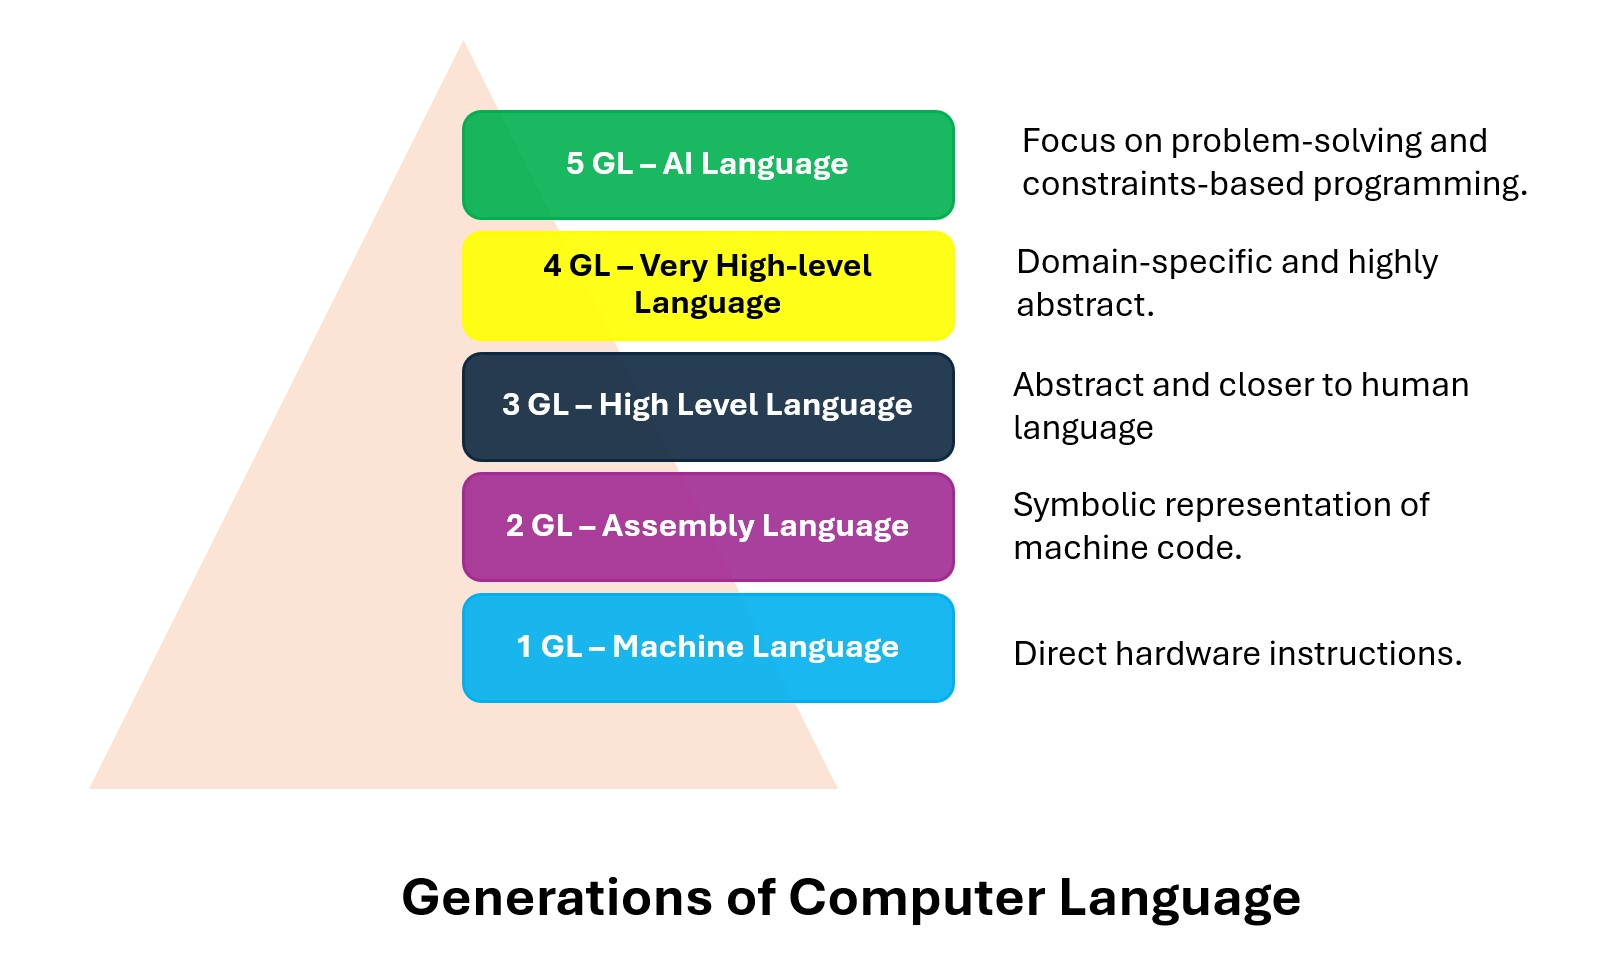 5 GL – AI Language
Focus on problem-solving and
constraints-based programming.
4 GL – Very High-level
Language
Domain-specific and highly
abstract.
3 GL – High Level Language
Abstract and closer to human
language
2 GL – Assembly Language
Symbolic representation of
machine code.
1 GL – Machine Language
Direct hardware instructions.
Generations of Computer Language